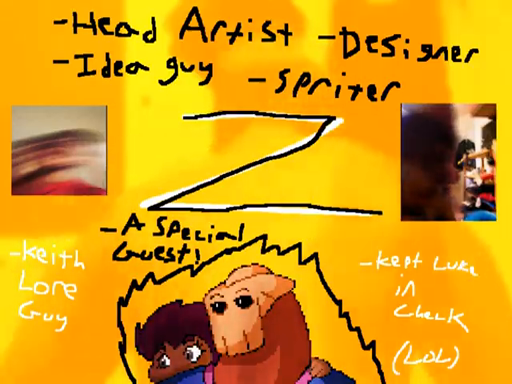 -Head Artist -Designer
-Idea guy -Spriter
Z
-A Special
Guest!
-Keith
Lore
Guy
-Kept Luke
in
Check
(LOL)